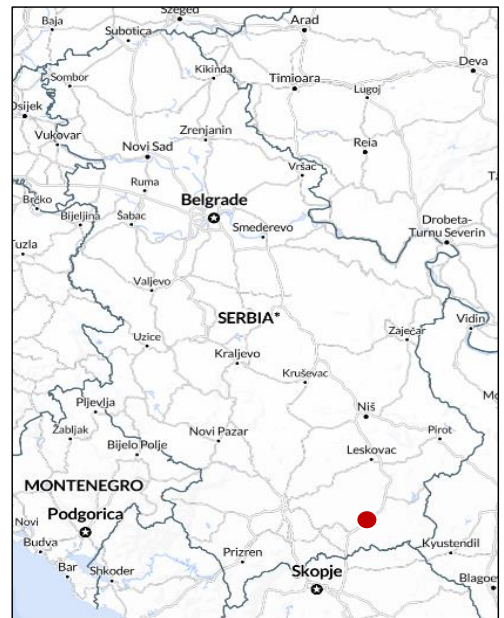 Szeged
Baja
Arad
Subotica
Deva
Kikinda
Sombor
Timioara
Lugoj
Osijek
Zrenjanin
Vukovar
Novi Sad
Reia
Vršac
Ruma
Brčko
Belgrade
Bijeljina
Šabac
Smederevo
Drobeta-
Turnu Severin
Tuzla
Valjevo
SERBIA*
Vidin
Zaječar
Uzice
Kraljevo
Kruševac
Pljevlja
Niš
Žabljak
Novi Pazar
Pirot
Bijelo Polje
Leskovac
MONTENEGRO
Podgorica
Novi
Budva
Prizren
Kyustendil
Bar
Shkoder
Skopje
Blagoe